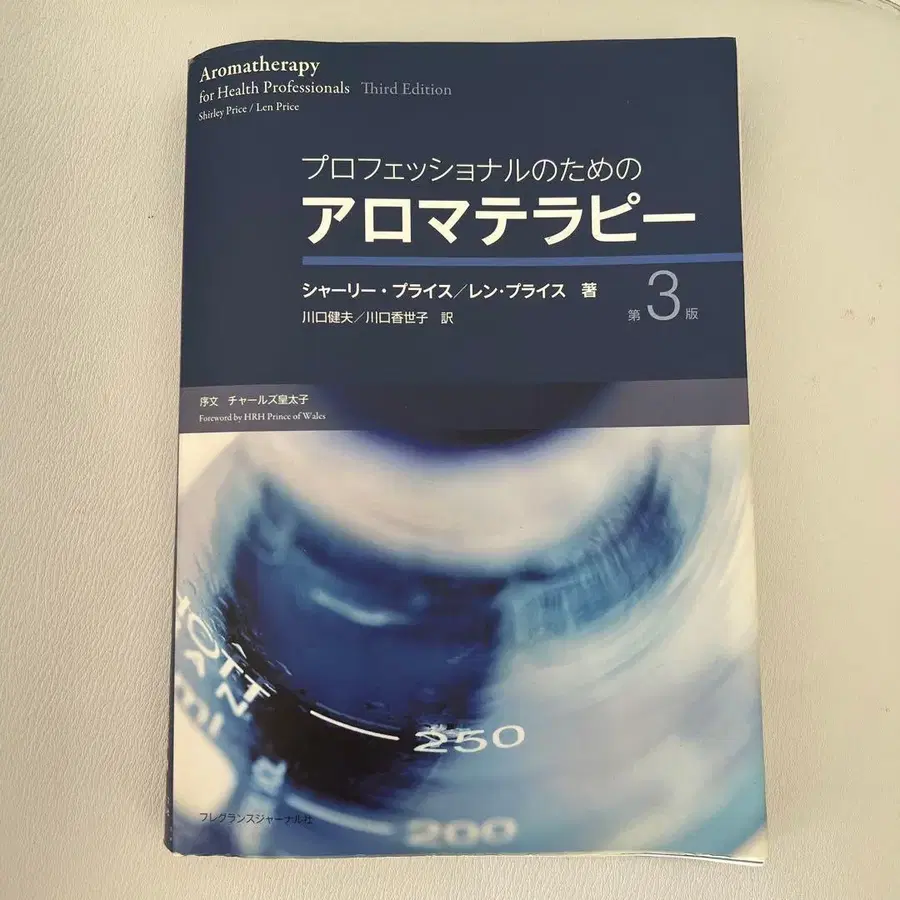 Aromatherapy
for Health Professionals Third Edition
Shirley Price / Len Price
プロフェッショナルのための
アロマテラピー
シャーリー・プライス／レン・プライス 著
川口健夫／川口香世子 訳
第3版
序文 チャールズ皇太子
Foreword by HRH Prince of Wales
250
200
フレグランスジャーナル社